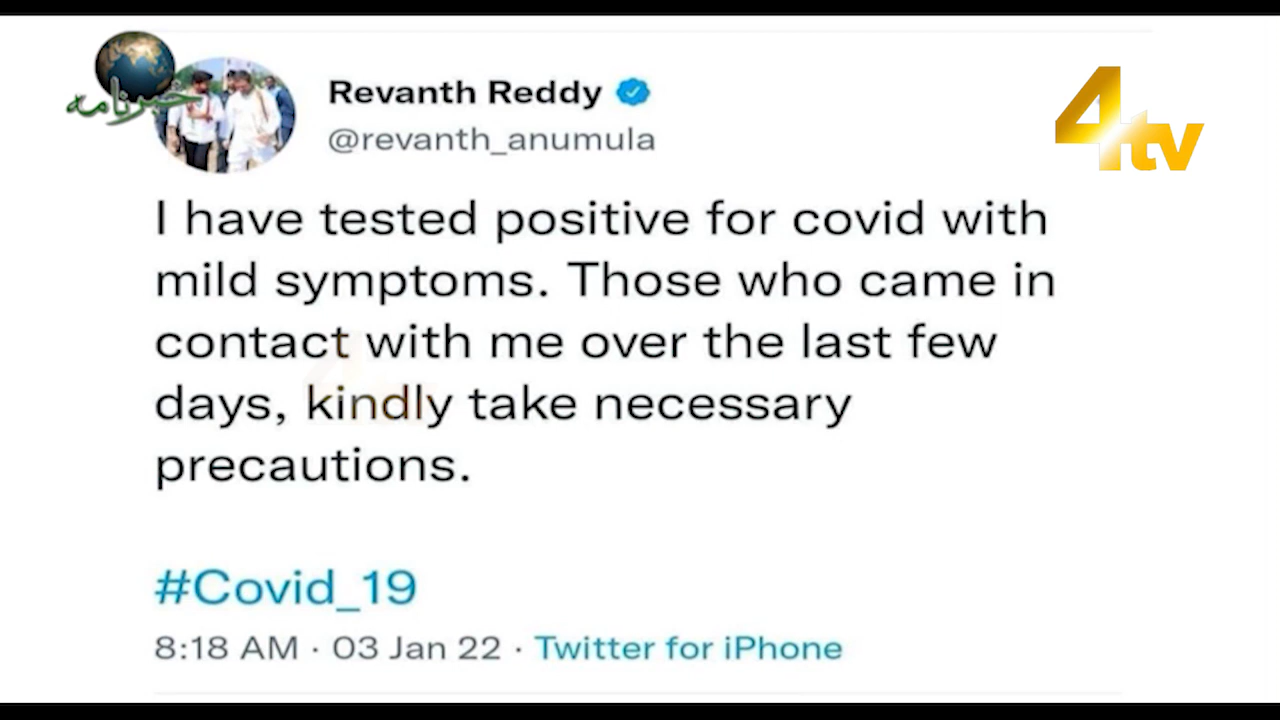 خبرنامہ
Revanth Reddy
@revanth_anumula
4tv
I have tested positive for covid with
mild symptoms. Those who came in
contact with me over the last few
days, kindly take necessary
precautions.
#Covid_19
8:18 AM · 03 Jan 22 · Twitter for iPhone